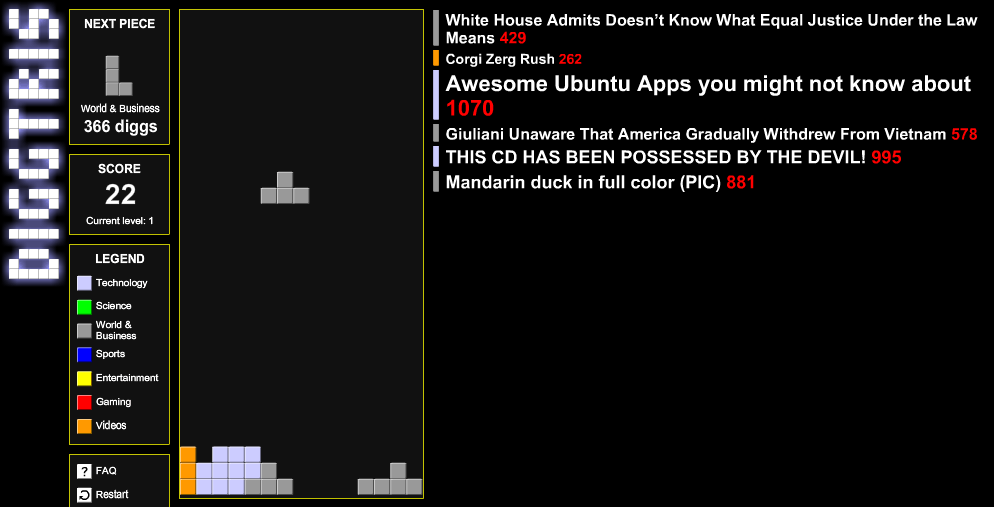 DIGGTRIS
NEXT PIECE
World & Business
366 diggs
SCORE
22
Current level: 1
LEGEND
Technology
Science
World &
Business
Sports
Entertainment
Gaming
Videos
? FAQ
Restart
White House Admits Doesn’t Know What Equal Justice Under the Law
Means 429
Corgi Zerg Rush 262
Awesome Ubuntu Apps you might not know about
1070
Giuliani Unaware That America Gradually Withdrew From Vietnam 578
THIS CD HAS BEEN POSSESSED BY THE DEVIL! 995
Mandarin duck in full color (PIC) 881